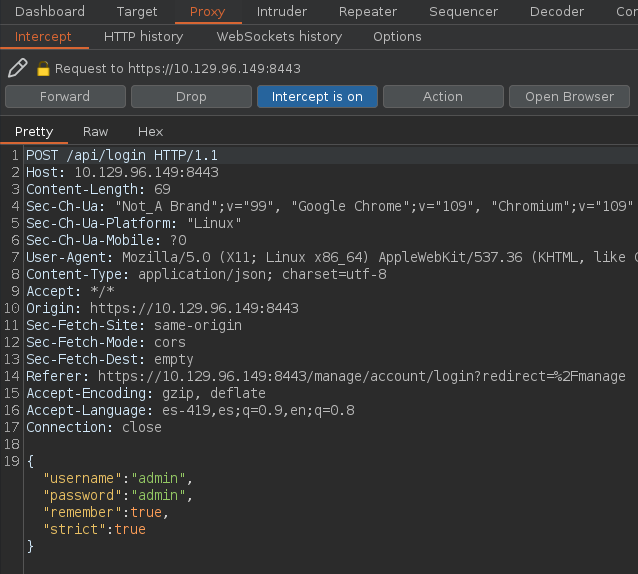 Dashboard Target Proxy Intruder Repeater Sequencer Decoder
Intercept HTTP history WebSockets history Options
Request to https://10.129.96.149:8443
Forward Drop Intercept is on Action Open Browser
Pretty Raw Hex
1 POST /api/login HTTP/1.1
2 Host: 10.129.96.149:8443
3 Content-Length: 69
4 Sec-Ch-Ua: "Not_A Brand";v="99", "Google Chrome";v="109", "Chromium";v="109"
5 Sec-Ch-Ua-Platform: "Linux"
6 Sec-Ch-Ua-Mobile: ?0
7 User-Agent: Mozilla/5.0 (X11; Linux x86_64) AppleWebKit/537.36 (KHTML, like
8 Content-Type: application/json; charset=utf-8
9 Accept: */*
10 Origin: https://10.129.96.149:8443
11 Sec-Fetch-Site: same-origin
12 Sec-Fetch-Mode: cors
13 Sec-Fetch-Dest: empty
14 Referer: https://10.129.96.149:8443/manage/account/login?redirect=%2Fmanage
15 Accept-Encoding: gzip, deflate
16 Accept-Language: es-419,es;q=0.9,en;q=0.8
17 Connection: close
18
19 {
"username":"admin",
"password":"admin",
"remember":true,
"strict":true
}